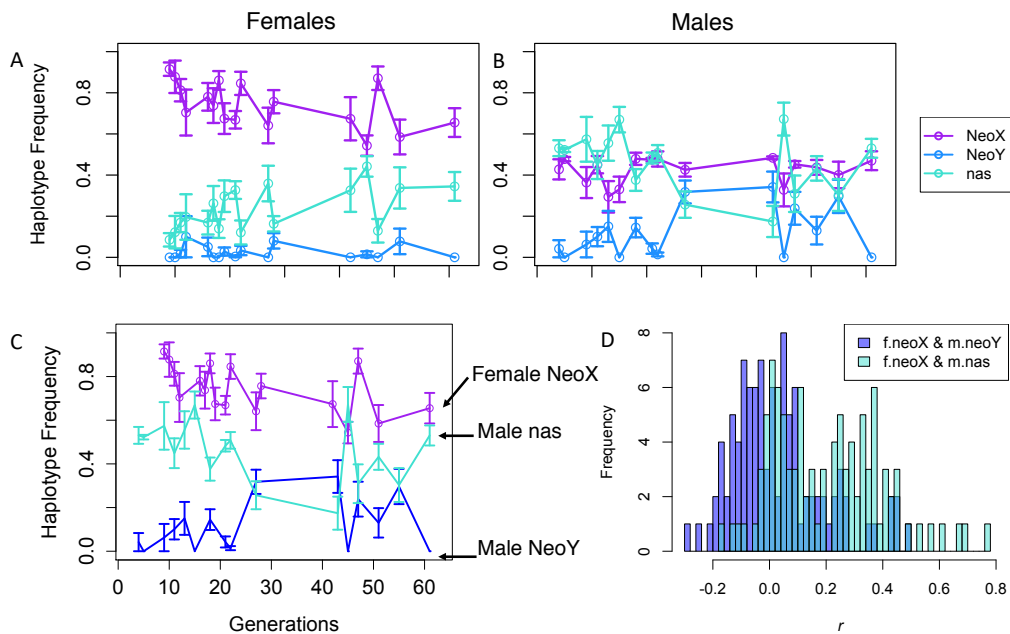 Females
Males
A
B
Haplotype Frequency
0.8
0.4
0.0
0.8
0.4
0.0
NeoX
NeoY
nas
C
D
Haplotype Frequency
0.8
0.4
0.0
0
10
20
30
40
50
60
Generations
Female NeoX
Male nas
Male NeoY
Frequency
8
6
4
2
0
f.neoX & m.neoY
f.neoX & m.nas
-0.2
0.0
0.2
0.4
0.6
0.8
r